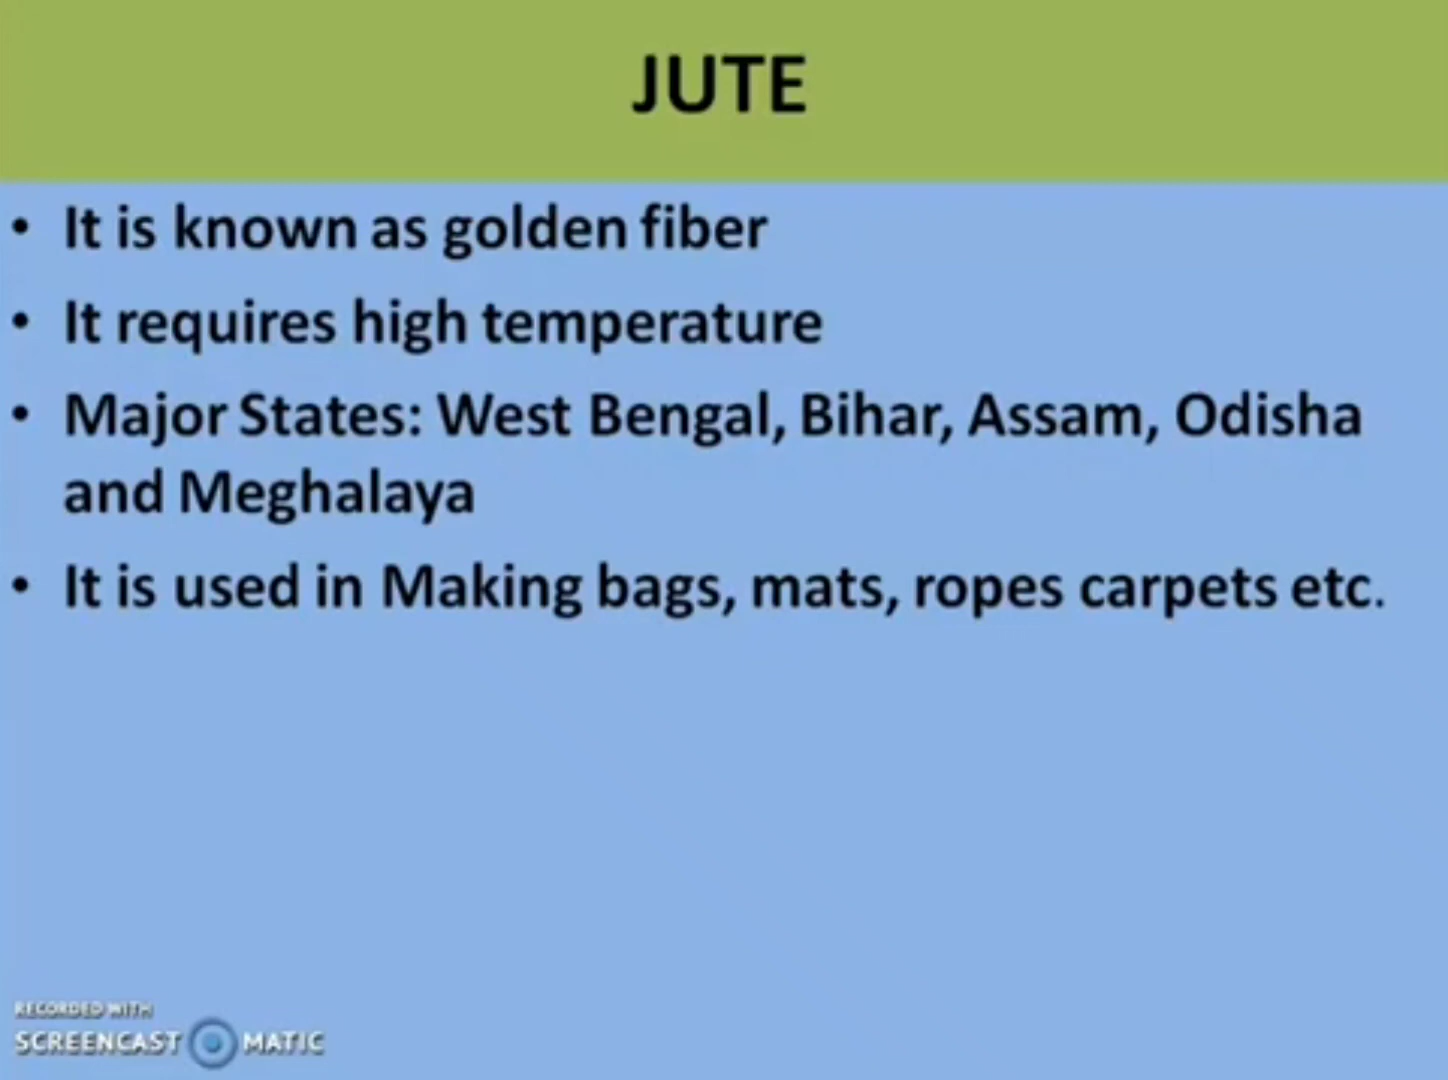 JUTE
• It is known as golden fiber
• It requires high temperature
• Major States: West Bengal, Bihar, Assam, Odisha
and Meghalaya
• It is used in Making bags, mats, ropes carpets etc.
RECORDED WITH
SCREENCAST MATIC